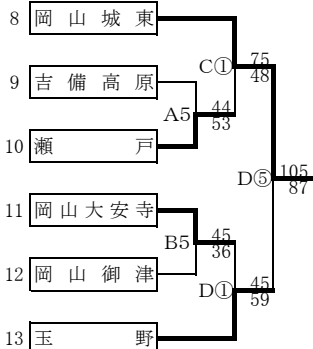 8 岡山城東
C① 75
48
9 吉備高原
A5 44
53
10 瀬戸
D⑤ 105
87
11 岡山大安寺
B5 45
36
12 岡山御津
D① 45
59
13 玉野